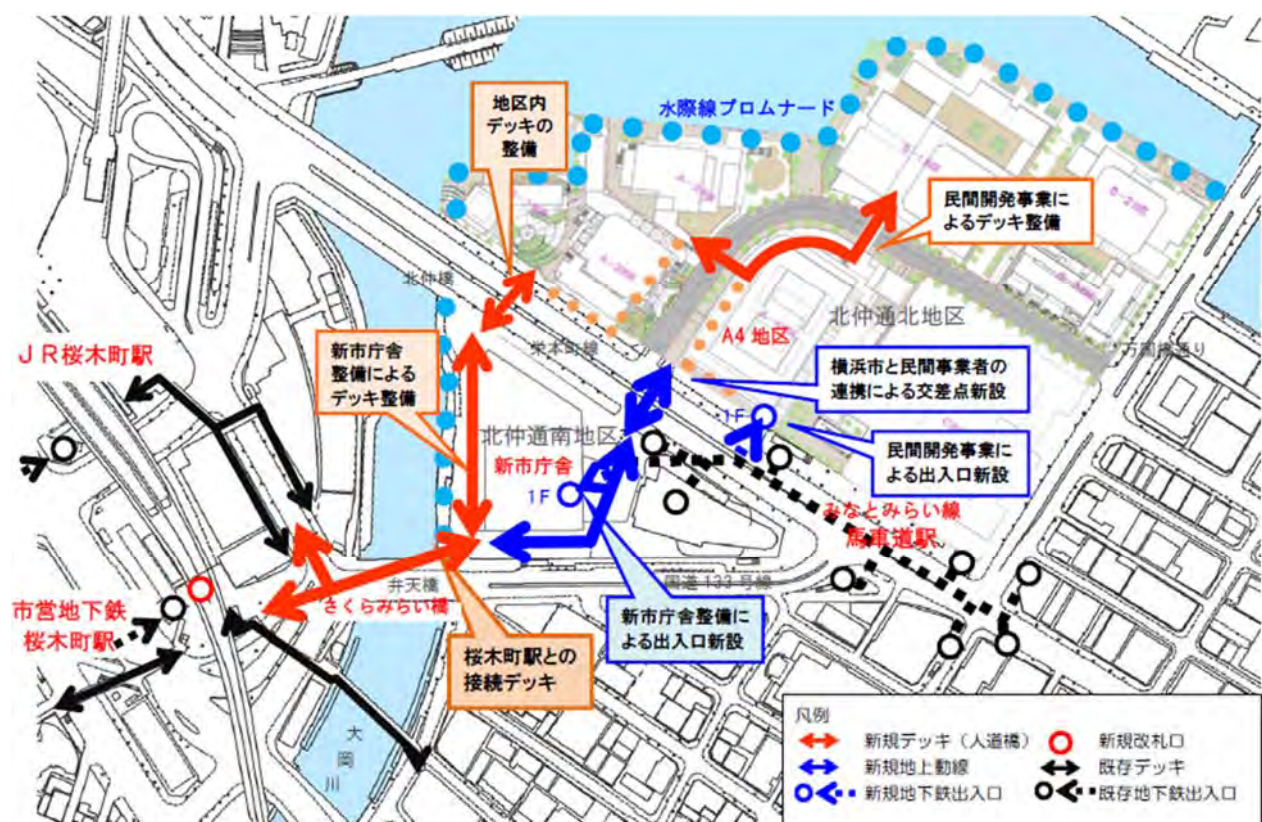 地区内
デッキの
整備
水際線プロムナード
民間開発事業に
よるデッキ整備
北仲橋
栄本町線
A4 地区
北仲通北地区
万国橋通り
JR桜木町駅
新市庁舎
整備による
デッキ整備
横浜市と民間事業者の
連携による交差点新設
1F
北仲通南地区
新市庁舎
1F
民間開発事業に
よる出入口新設
みなとみらい線
馬車道駅
弁天橋
国道 133 号線
さくらみらい橋
市営地下鉄
桜木町駅
新市庁舎整備によ
る出入口新設
桜木町駅との
接続デッキ
大
岡
川
凡例
新規デッキ（人道橋）
新規改札口
新規地上動線
既存デッキ
新規地下鉄出入口
既存地下鉄出入口